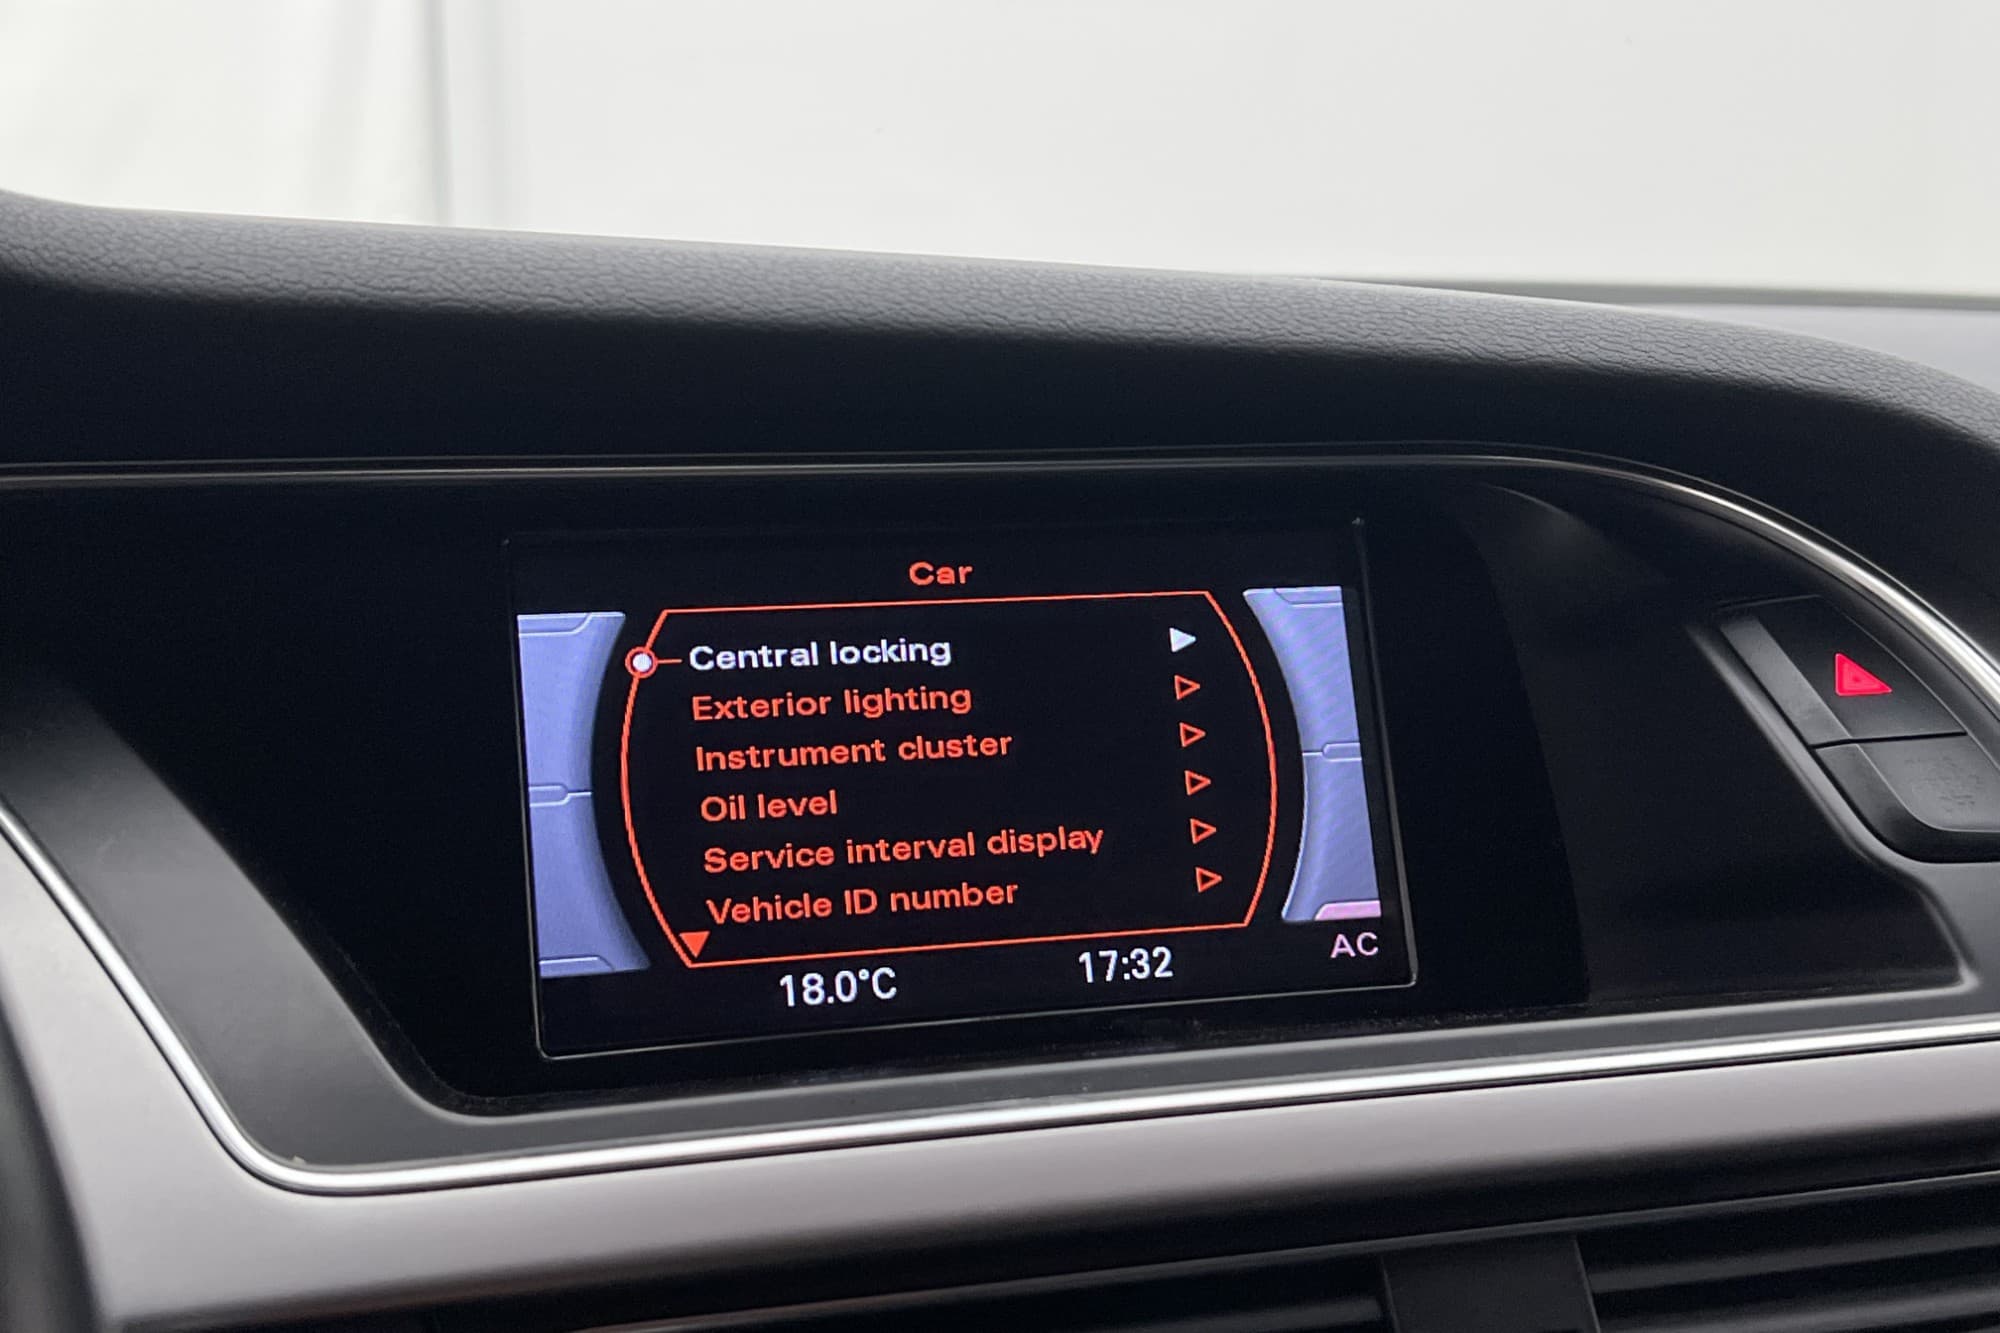 Car
Central locking
Exterior lighting
Instrument cluster
Oil level
Service interval display
Vehicle ID number
18.0°C 17:32 AC